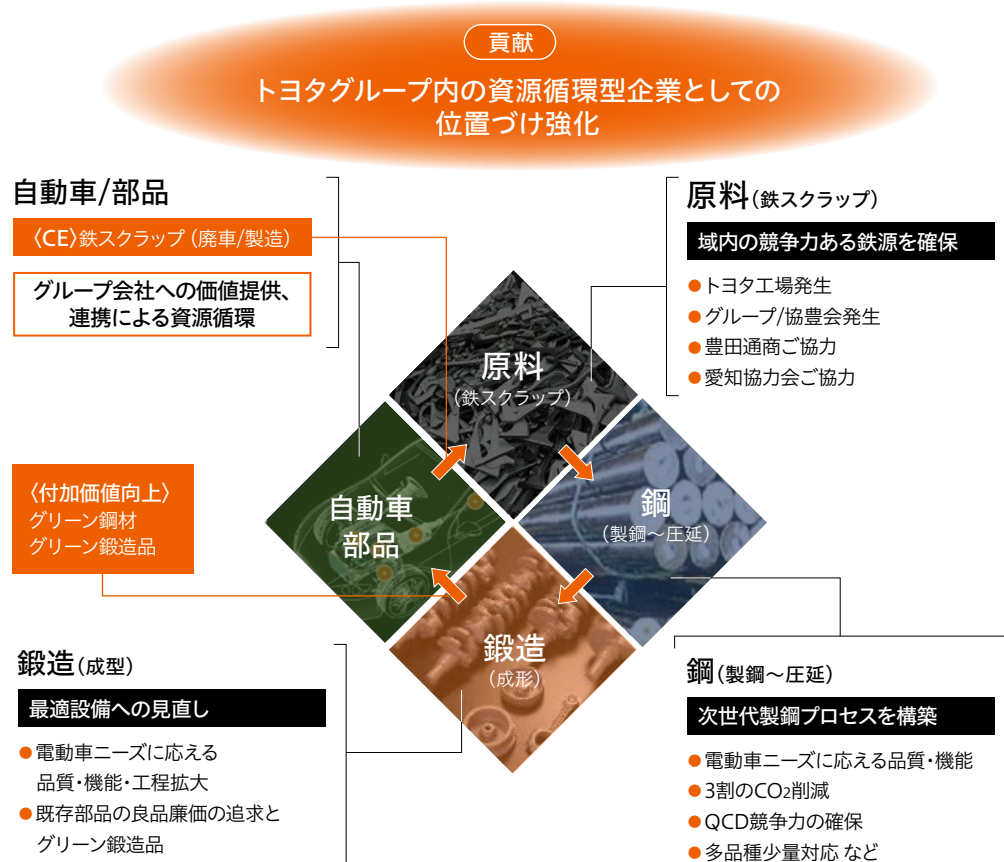 貢献
トヨタグループ内の資源循環型企業としての
位置づけ強化
自動車/部品
〈CE〉鉄スクラップ（廃車/製造）
グループ会社への価値提供、
連携による資源循環
原料（鉄スクラップ）
域内の競争力ある鉄源を確保
●トヨタ工場発生
●グループ/協豊会発生
●豊田通商ご協力
●愛知協力会ご協力
原料
（鉄スクラップ）
自動車
部品
鋼
（製鋼～圧延）
鍛造
（成形）
〈付加価値向上〉
グリーン鋼材
グリーン鍛造品
鍛造（成型）
最適設備への見直し
●電動車ニーズに応える
品質・機能・工程拡大
●既存部品の良品廉価の追求と
グリーン鍛造品
鋼（製鋼～圧延）
次世代製鋼プロセスを構築
●電動車ニーズに応える品質・機能
●3割のCO₂削減
●QCD競争力の確保
●多品種少量対応 など